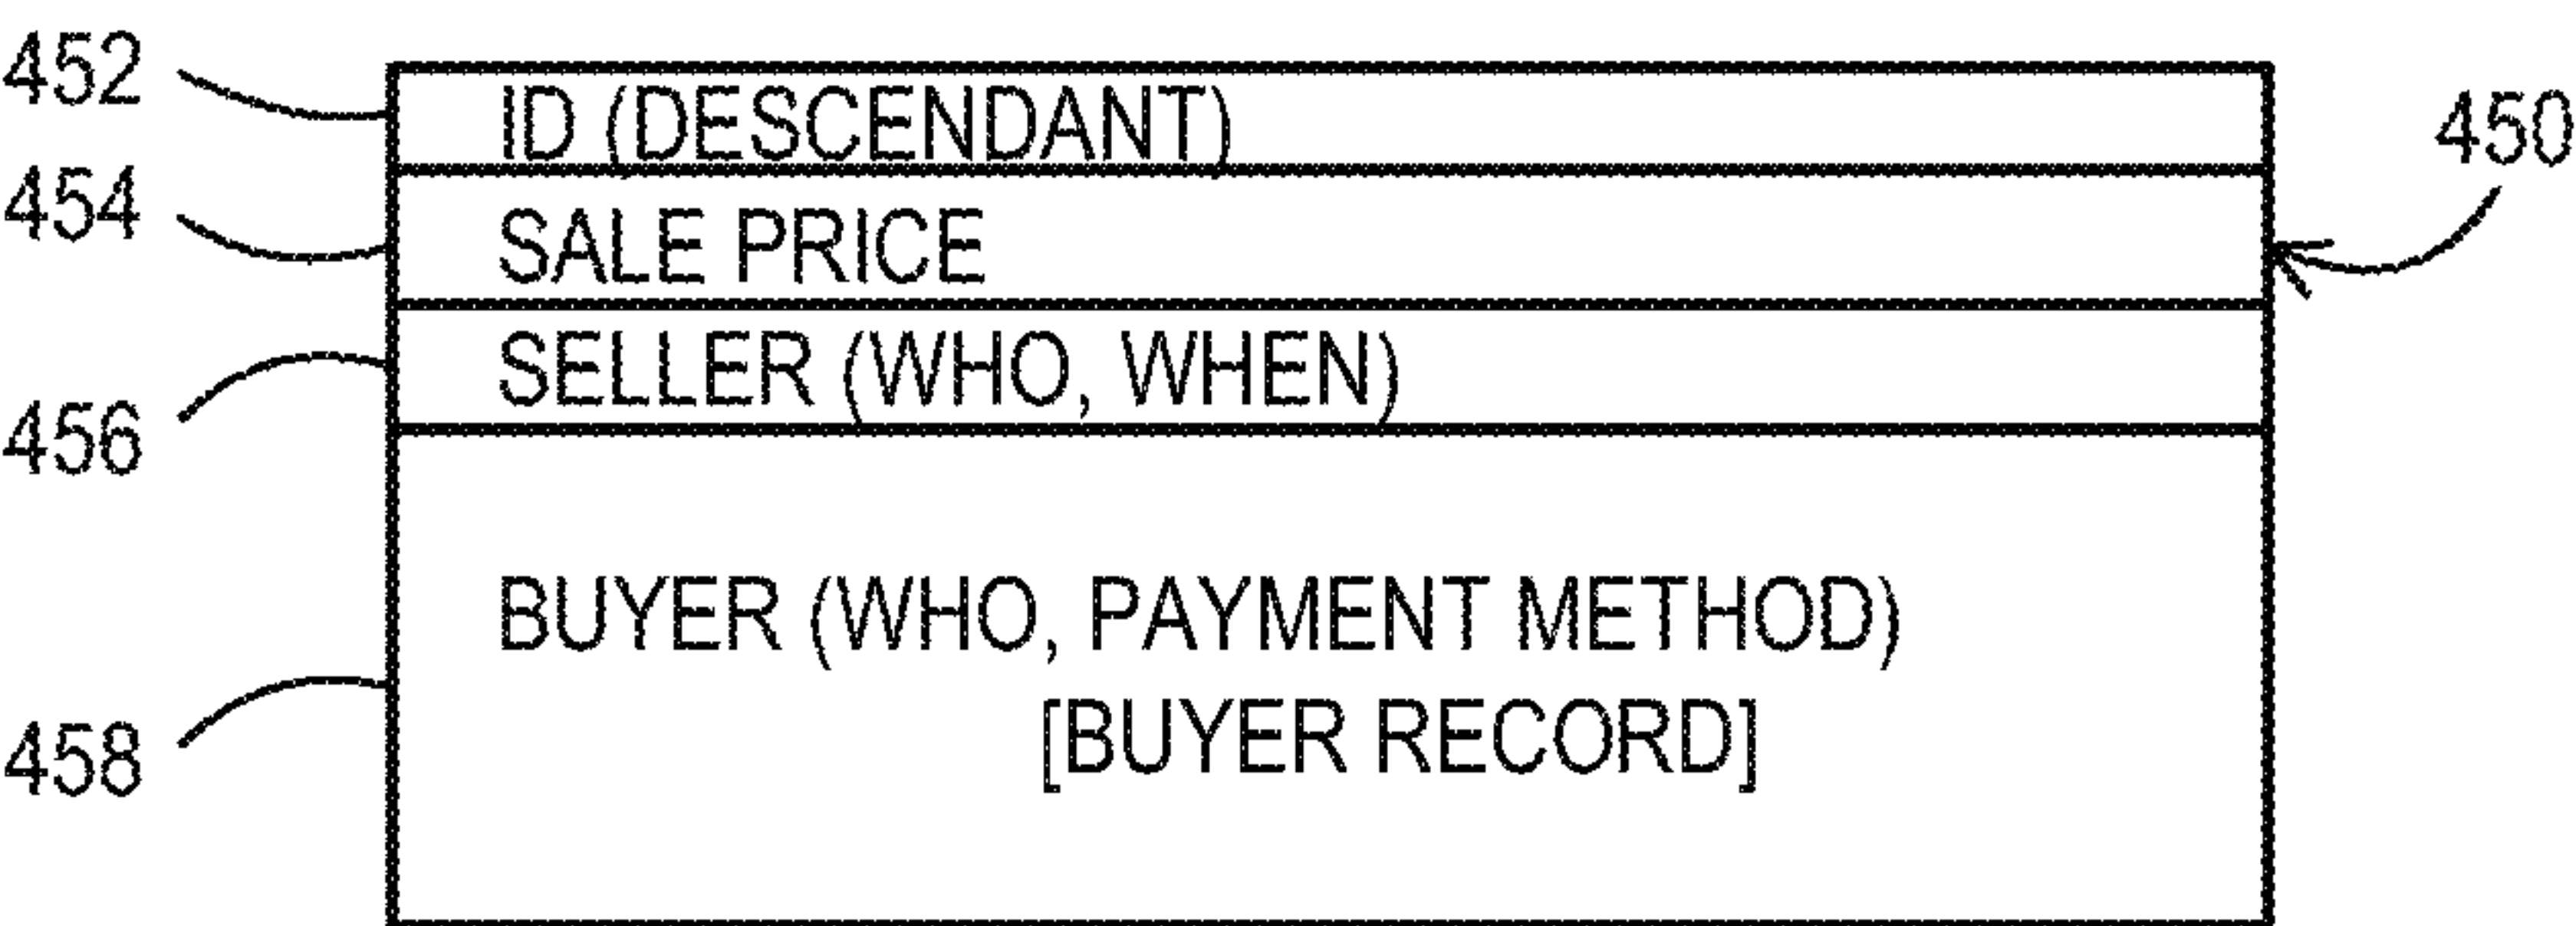 452
ID (DESCENDANT)
450
454
SALE PRICE
SELLER (WHO, WHEN)
456
BUYER (WHO, PAYMENT METHOD)
[BUYER RECORD]
458